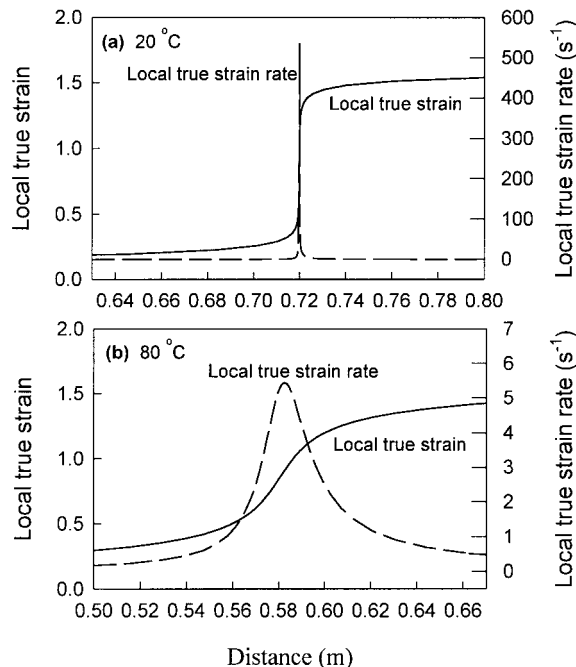 (a) 20 °C
Local true strain rate
Local true strain
Local true strain
Local true strain rate (s⁻¹)
2.0
1.5
1.0
0.5
0.0
600
500
400
300
200
100
0
0.64 0.66 0.68 0.70 0.72 0.74 0.76 0.78 0.80
(b) 80 °C
Local true strain rate
Local true strain
Local true strain
Local true strain rate (s⁻¹)
2.0
1.5
1.0
0.5
0.0
7
6
5
4
3
2
1
0
0.50 0.52 0.54 0.56 0.58 0.60 0.62 0.64 0.66
Distance (m)